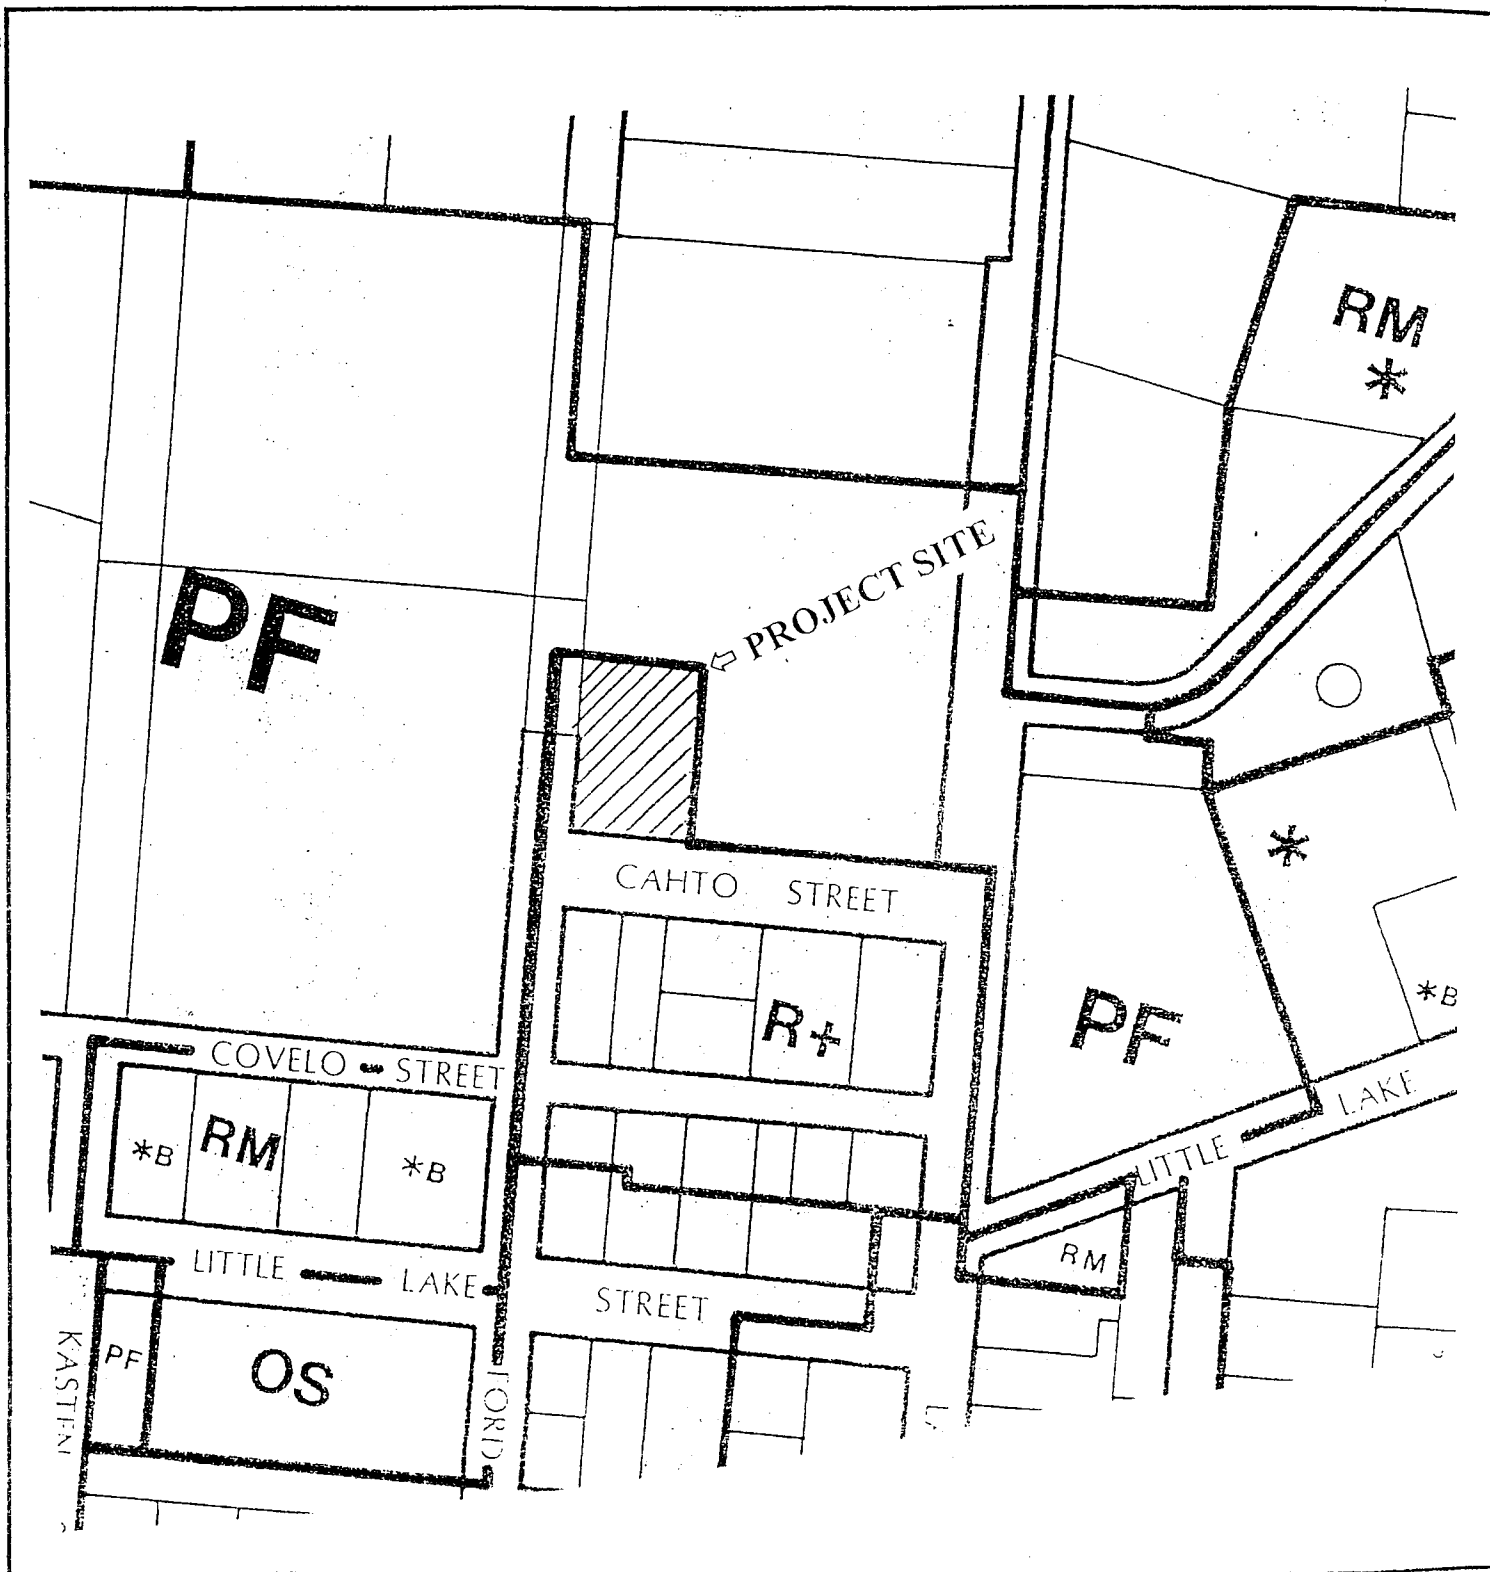 RM
*
PROJECT SITE
PF
*
CAHTO STREET
*B
R+
PF
COVELO STREET
LAKE
*B
RM
*B
LITTLE
RM
LITTLE LAKE
STREET
KASTEN
PF
OS
FORD